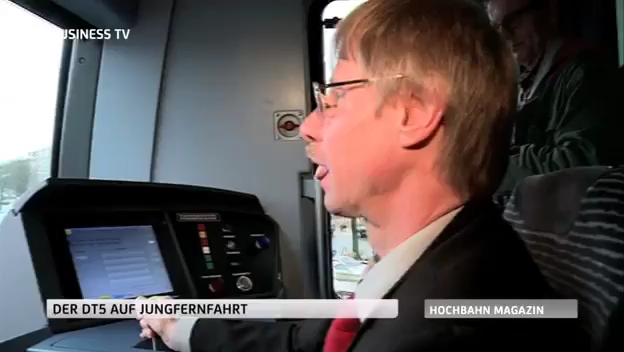 USINESS TV
DER DT5 AUF JUNGFERNFAHRT
HOCHBAHN MAGAZIN